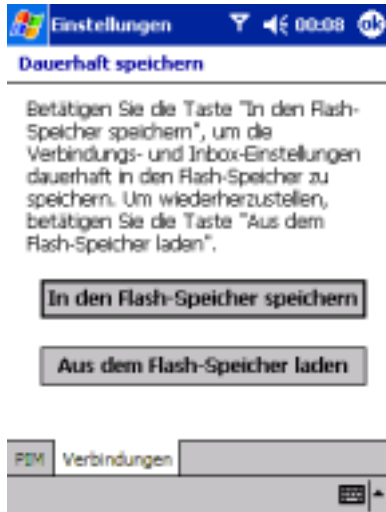 Einstellungen 00:08 ok
Dauerhaft speichern
Betätigen Sie die Taste "In den Flash-
Speicher speichern", um die
Verbindungs- und Inbox-Einstellungen
dauerhaft in den Flash-Speicher zu
speichern. Um wiederherzustellen,
betätigen Sie die Taste "Aus dem
Flash-Speicher laden".
In den Flash-Speicher speichern
Aus dem Flash-Speicher laden
PIM Verbindungen